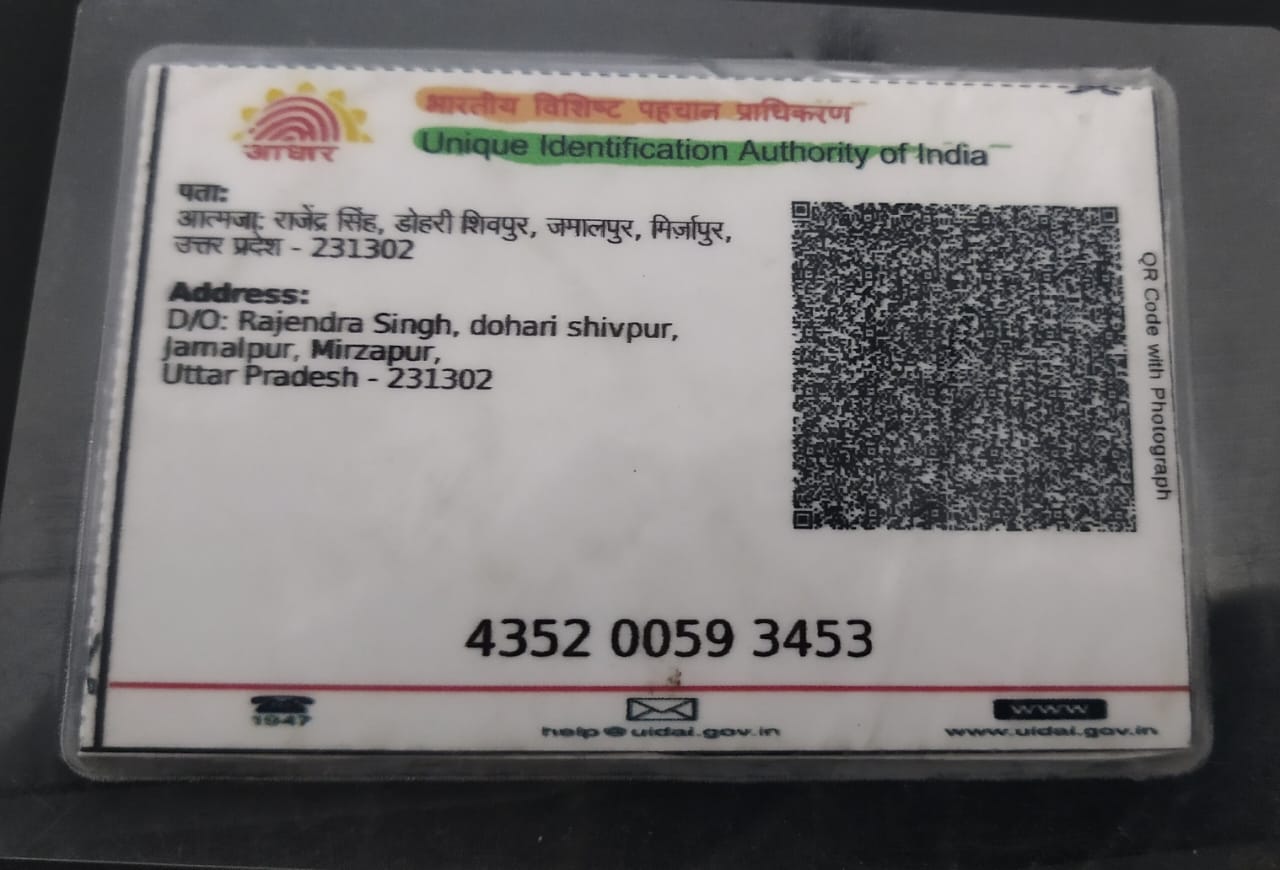 आधार
भारतीय विशिष्ट पहचान प्राधिकरण
Unique Identification Authority of India
पता:
आत्मजा: राजेंद्र सिंह, डोहरी शिवपुर, जमालपुर, मिर्ज़ापुर,
उत्तर प्रदेश - 231302
Address:
D/O: Rajendra Singh, dohari shivpur,
Jamalpur, Mirzapur,
Uttar Pradesh - 231302
QR Code with Photograph
4352 0059 3453
1947
help@uidai.gov.in
www
www.uidai.gov.in